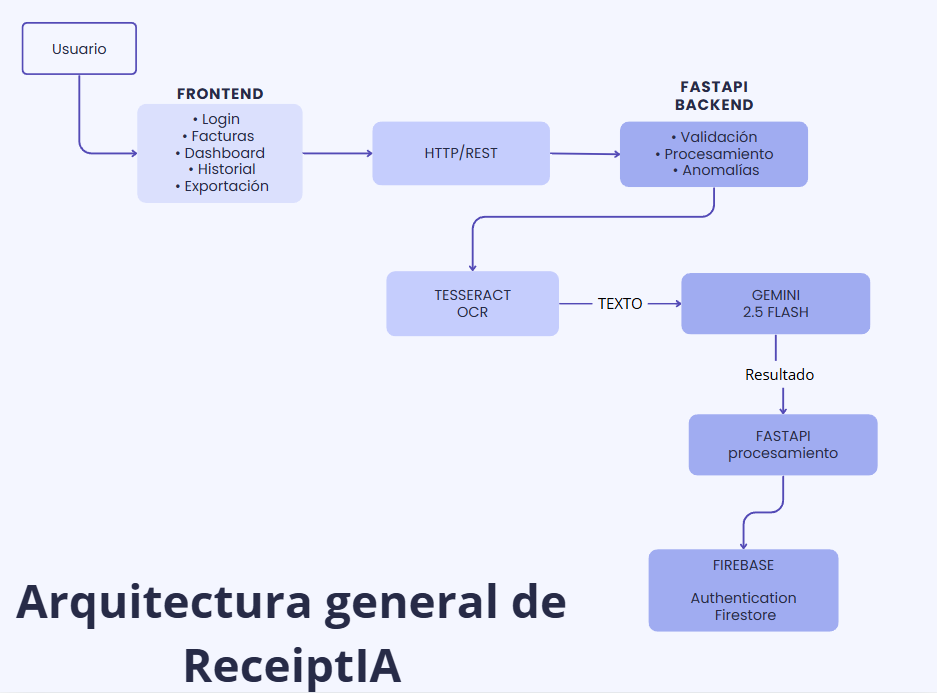 Usuario
FRONTEND
• Login
• Facturas
• Dashboard
• Historial
• Exportación
HTTP/REST
FASTAPI
BACKEND
• Validación
• Procesamiento
• Anomalías
TESSERACT
OCR
TEXTO
GEMINI
2.5 FLASH
Resultado
FASTAPI
procesamiento
FIREBASE
Authentication
Firestore
Arquitectura general de
ReceiptIA